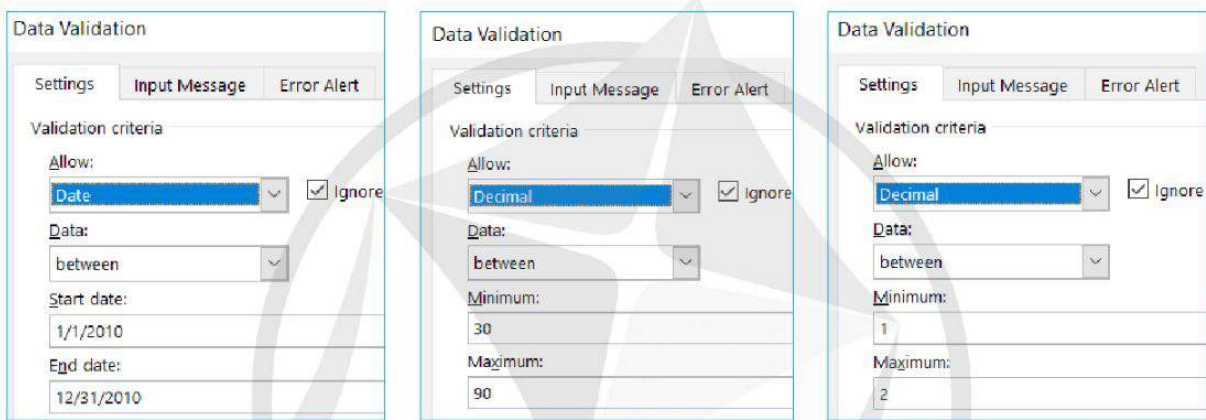 Data Validation
Settings Input Message Error Alert
Validation criteria
Allow:
Date Ignore
Data:
between
Start date:
1/1/2010
End date:
12/31/2010
Data Validation
Settings Input Message Error Alert
Validation criteria
Allow:
Decimal Ignore
Data:
between
Minimum:
30
Maximum:
90
Data Validation
Settings Input Message Error Alert
Validation criteria
Allow:
Decimal Ignore
Data:
between
Minimum:
1
Maximum:
2